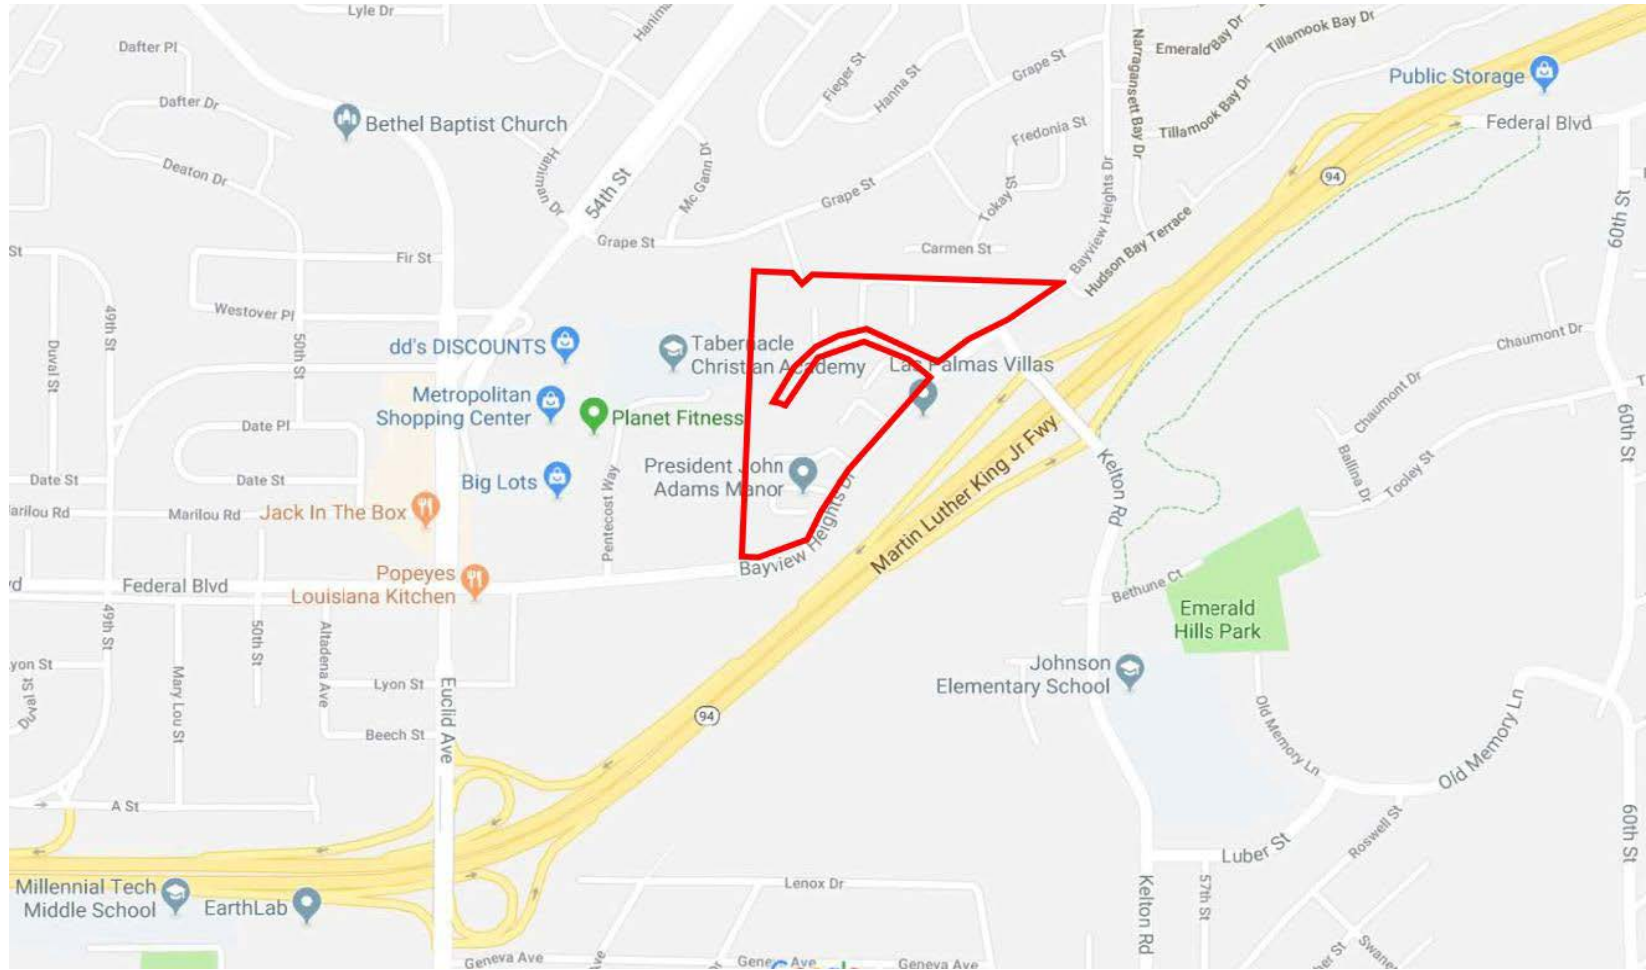 Lyle Dr
Dafter Pl
Dafter Dr
Bethel Baptist Church
Deaton Dr
Haniman Dr
54th St
Mc Gann Dr
Grape St
Fieger St
Hanna St
Grape St
Grape St
Fredonia St
Tokay St
Carmen St
Bayview Heights Dr
Hudson Bay Terrace
Narragansett Bay Dr
Emerald Bay Dr
Tillamook Bay Dr
Tillamook Bay Dr
Public Storage
Federal Blvd
94
60th St
St
Fir St
Westover Pl
49th St
Duval St
50th St
dd's DISCOUNTS
Metropolitan
Shopping Center
Planet Fitness
Tabernacle
Christian Academy
Las Palmas Villas
President John
Adams Manor
Big Lots
Pentecost Way
Date Pl
Date St
Date St
Marilou Rd
Jack In The Box
Popeyes
Louisiana Kitchen
Federal Blvd
Bayview Heights Dr
Martin Luther King Jr Fwy
Kelton Rd
Chaumont Dr
Chaumont Dr
Ballina Dr
Tooley St
60th St
Bethune Ct
Emerald
Hills Park
Johnson
Elementary School
49th St
50th St
Altadena Ave
Mary Lou St
Lyon St
Beech St
Euclid Ave
94
A St
Old Memory Ln
Old Memory Ln
Luber St
Roswell St
60th St
Millennial Tech
Middle School
EarthLab
Lenox Dr
Kelton Rd
57th St
Geneva Ave
Geneva Ave